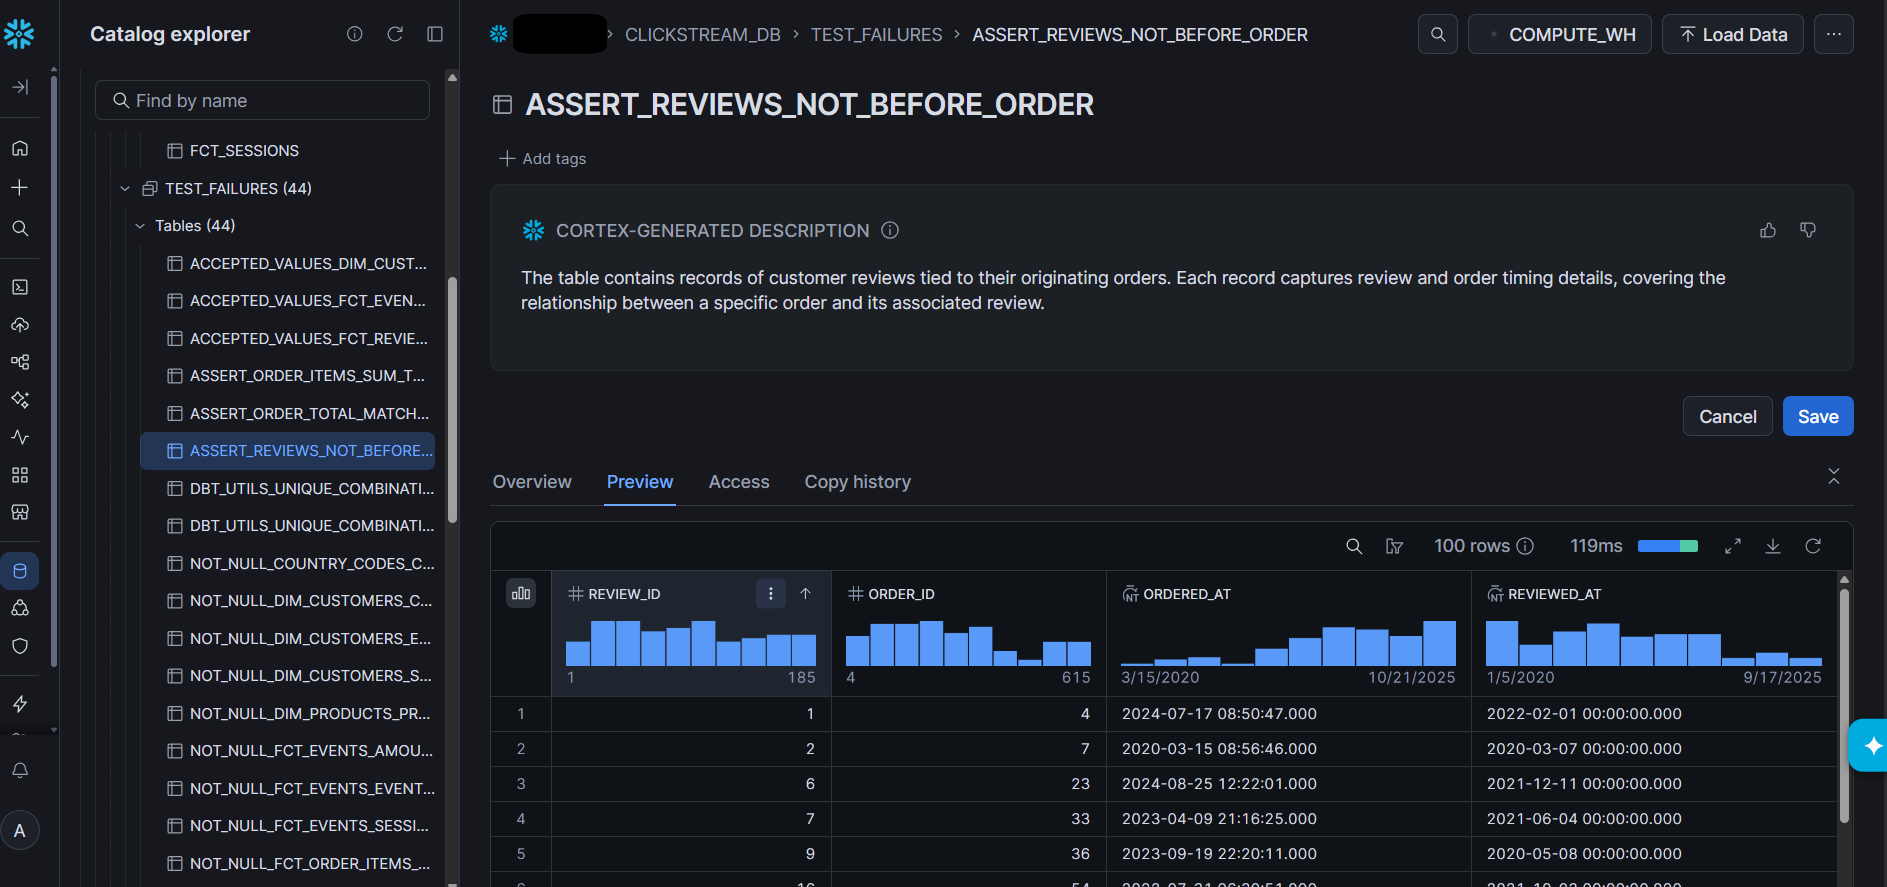 Catalog explorer
Find by name
FCT_SESSIONS
TEST_FAILURES (44)
Tables (44)
ACCEPTED_VALUES_DIM_CUST...
ACCEPTED_VALUES_FCT_EVEN...
ACCEPTED_VALUES_FCT_REVIE...
ASSERT_ORDER_ITEMS_SUM_T...
ASSERT_ORDER_TOTAL_MATCH...
ASSERT_REVIEWS_NOT_BEFORE...
DBT_UTILS_UNIQUE_COMBINATI...
DBT_UTILS_UNIQUE_COMBINATI...
NOT_NULL_COUNTRY_CODES_C...
NOT_NULL_DIM_CUSTOMERS_C...
NOT_NULL_DIM_CUSTOMERS_E...
NOT_NULL_DIM_CUSTOMERS_S...
NOT_NULL_DIM_PRODUCTS_PR...
NOT_NULL_FCT_EVENTS_AMOU...
NOT_NULL_FCT_EVENTS_EVENT...
NOT_NULL_FCT_EVENTS_SESSI...
NOT_NULL_FCT_ORDER_ITEMS_...
A
CLICKSTREAM_DB > TEST_FAILURES > ASSERT_REVIEWS_NOT_BEFORE_ORDER
COMPUTE_WH
Load Data
ASSERT_REVIEWS_NOT_BEFORE_ORDER
Add tags
CORTEX-GENERATED DESCRIPTION
The table contains records of customer reviews tied to their originating orders. Each record captures review and order timing details, covering the
relationship between a specific order and its associated review.
Cancel Save
Overview Preview Access Copy history
100 rows 119ms
REVIEW_ID ORDER_ID ORDERED_AT REVIEWED_AT
1 185 4 615 3/15/2020 10/21/2025 1/5/2020 9/17/2025
1 1 4 2024-07-17 08:50:47.000 2022-02-01 00:00:00.000
2 2 7 2020-03-15 08:56:46.000 2020-03-07 00:00:00.000
3 6 23 2024-08-25 12:22:01.000 2021-12-11 00:00:00.000
4 7 33 2023-04-09 21:16:25.000 2021-06-04 00:00:00.000
5 9 36 2023-09-19 22:20:11.000 2020-05-08 00:00:00.000